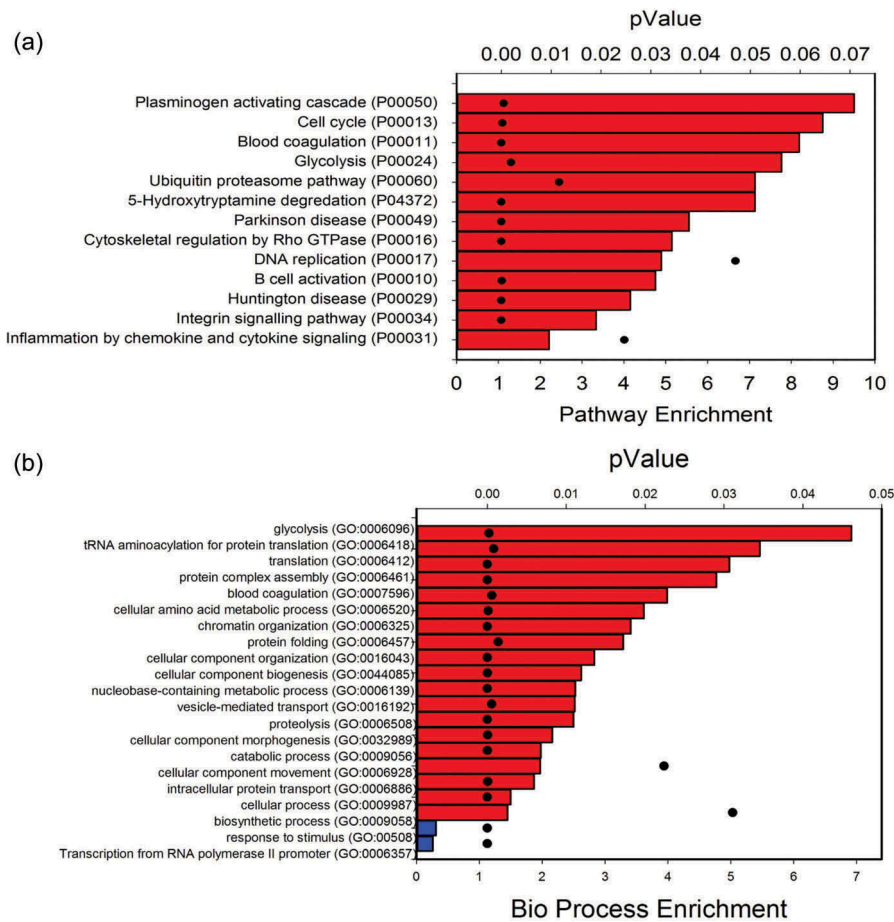 (a)
pValue
0.00 0.01 0.02 0.03 0.04 0.05 0.06 0.07
Plasminogen activating cascade (P00050)
Cell cycle (P00013)
Blood coagulation (P00011)
Glycolysis (P00024)
Ubiquitin proteasome pathway (P00060)
5-Hydroxytryptamine degredation (P04372)
Parkinson disease (P00049)
Cytoskeletal regulation by Rho GTPase (P00016)
DNA replication (P00017)
B cell activation (P00010)
Huntington disease (P00029)
Integrin signalling pathway (P00034)
Inflammation by chemokine and cytokine signaling (P00031)
0 1 2 3 4 5 6 7 8 9 10
Pathway Enrichment
(b)
pValue
0.00 0.01 0.02 0.03 0.04 0.05
glycolysis (GO:0006096)
tRNA aminoacylation for protein translation (GO:0006418)
translation (GO:0006412)
protein complex assembly (GO:0006461)
blood coagulation (GO:0007596)
cellular amino acid metabolic process (GO:0006520)
chromatin organization (GO:0006325)
protein folding (GO:0006457)
cellular component organization (GO:0016043)
cellular component biogenesis (GO:0044085)
nucleobase-containing metabolic process (GO:0006139)
vesicle-mediated transport (GO:0016192)
proteolysis (GO:0006508)
cellular component morphogenesis (GO:0032989)
catabolic process (GO:0009056)
cellular component movement (GO:0006928)
intracellular protein transport (GO:0006886)
cellular process (GO:0009987)
biosynthetic process (GO:0009058)
response to stimulus (GO:00508)
Transcription from RNA polymerase II promoter (GO:0006357)
0 1 2 3 4 5 6 7
Bio Process Enrichment